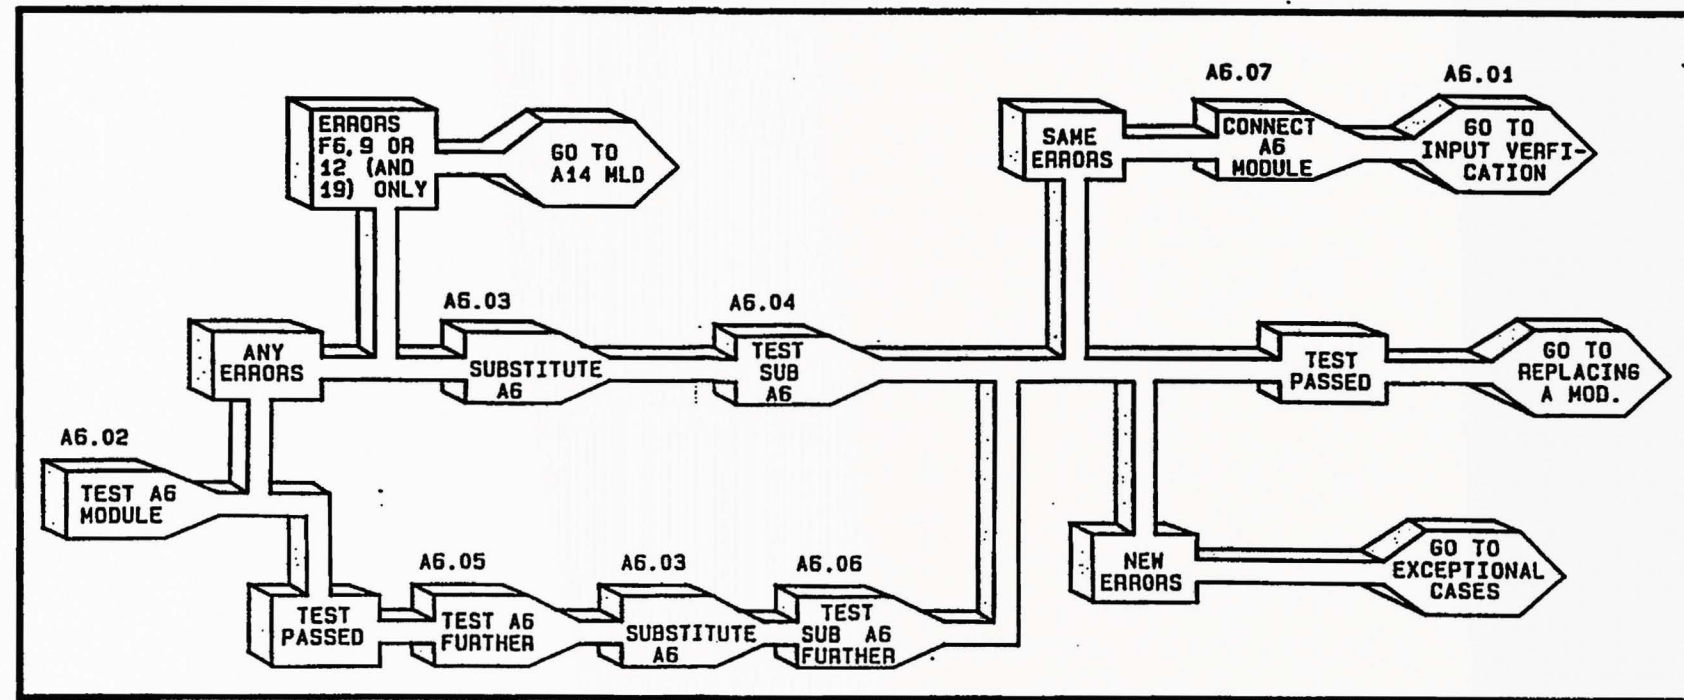 A6.07
A6.01
ERRORS
F6, 9 OR
12 (AND
19) ONLY
GO TO
A14 MLD
SAME
ERRORS
CONNECT
A6
MODULE
GO TO
INPUT VERFI-
CATION
A6.03
A6.04
ANY
ERRORS
SUBSTITUTE
A6
TEST
SUB
A6
TEST
PASSED
GO TO
REPLACING
A MOD.
A6.02
TEST A6
MODULE
NEW
ERRORS
GO TO
EXCEPTIONAL
CASES
A6.05
A6.03
A6.06
TEST
PASSED
TEST A6
FURTHER
SUBSTITUTE
A6
TEST
SUB A6
FURTHER